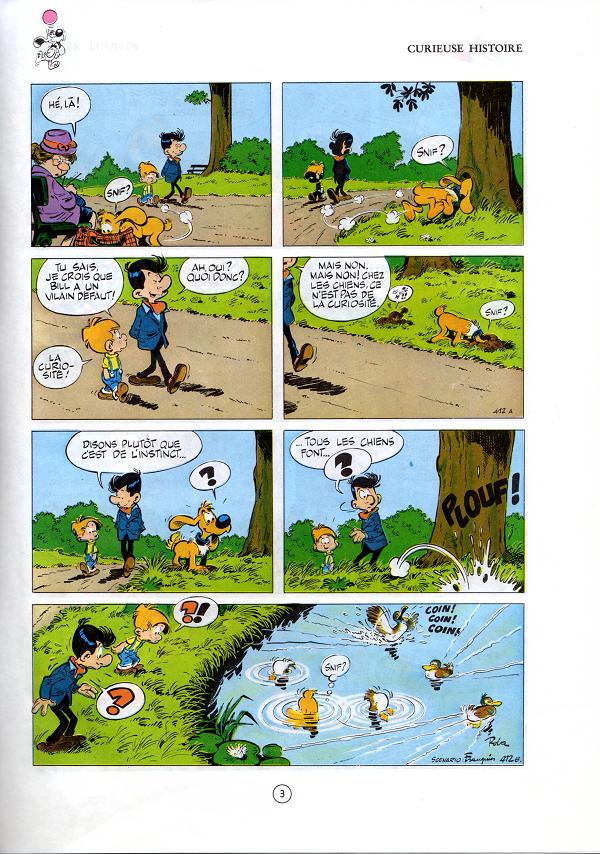 CURIEUSE HISTOIRE
HÉ, LÀ!
SNIF?
SNIF?
TU SAIS,
JE CROIS QUE
BILL A UN
VILAIN DÉFAUT!
AH, OUI?
QUOI DONC?
LA
CURIO-
SITÉ!
MAIS NON,
MAIS NON! CHEZ
LES CHIENS, CE
N'EST PAS DE
LA CURIOSITÉ.
?
SNIF?
412 A
DISONS PLUTÔT QUE
C'EST DE L'INSTINCT...
?
...TOUS LES CHIENS
FONT...
?
PLOUF!
?!
?
SNIF?
COIN!
COIN!
COIN!
Roba
SCENARIO: Franquin 412 B.
3